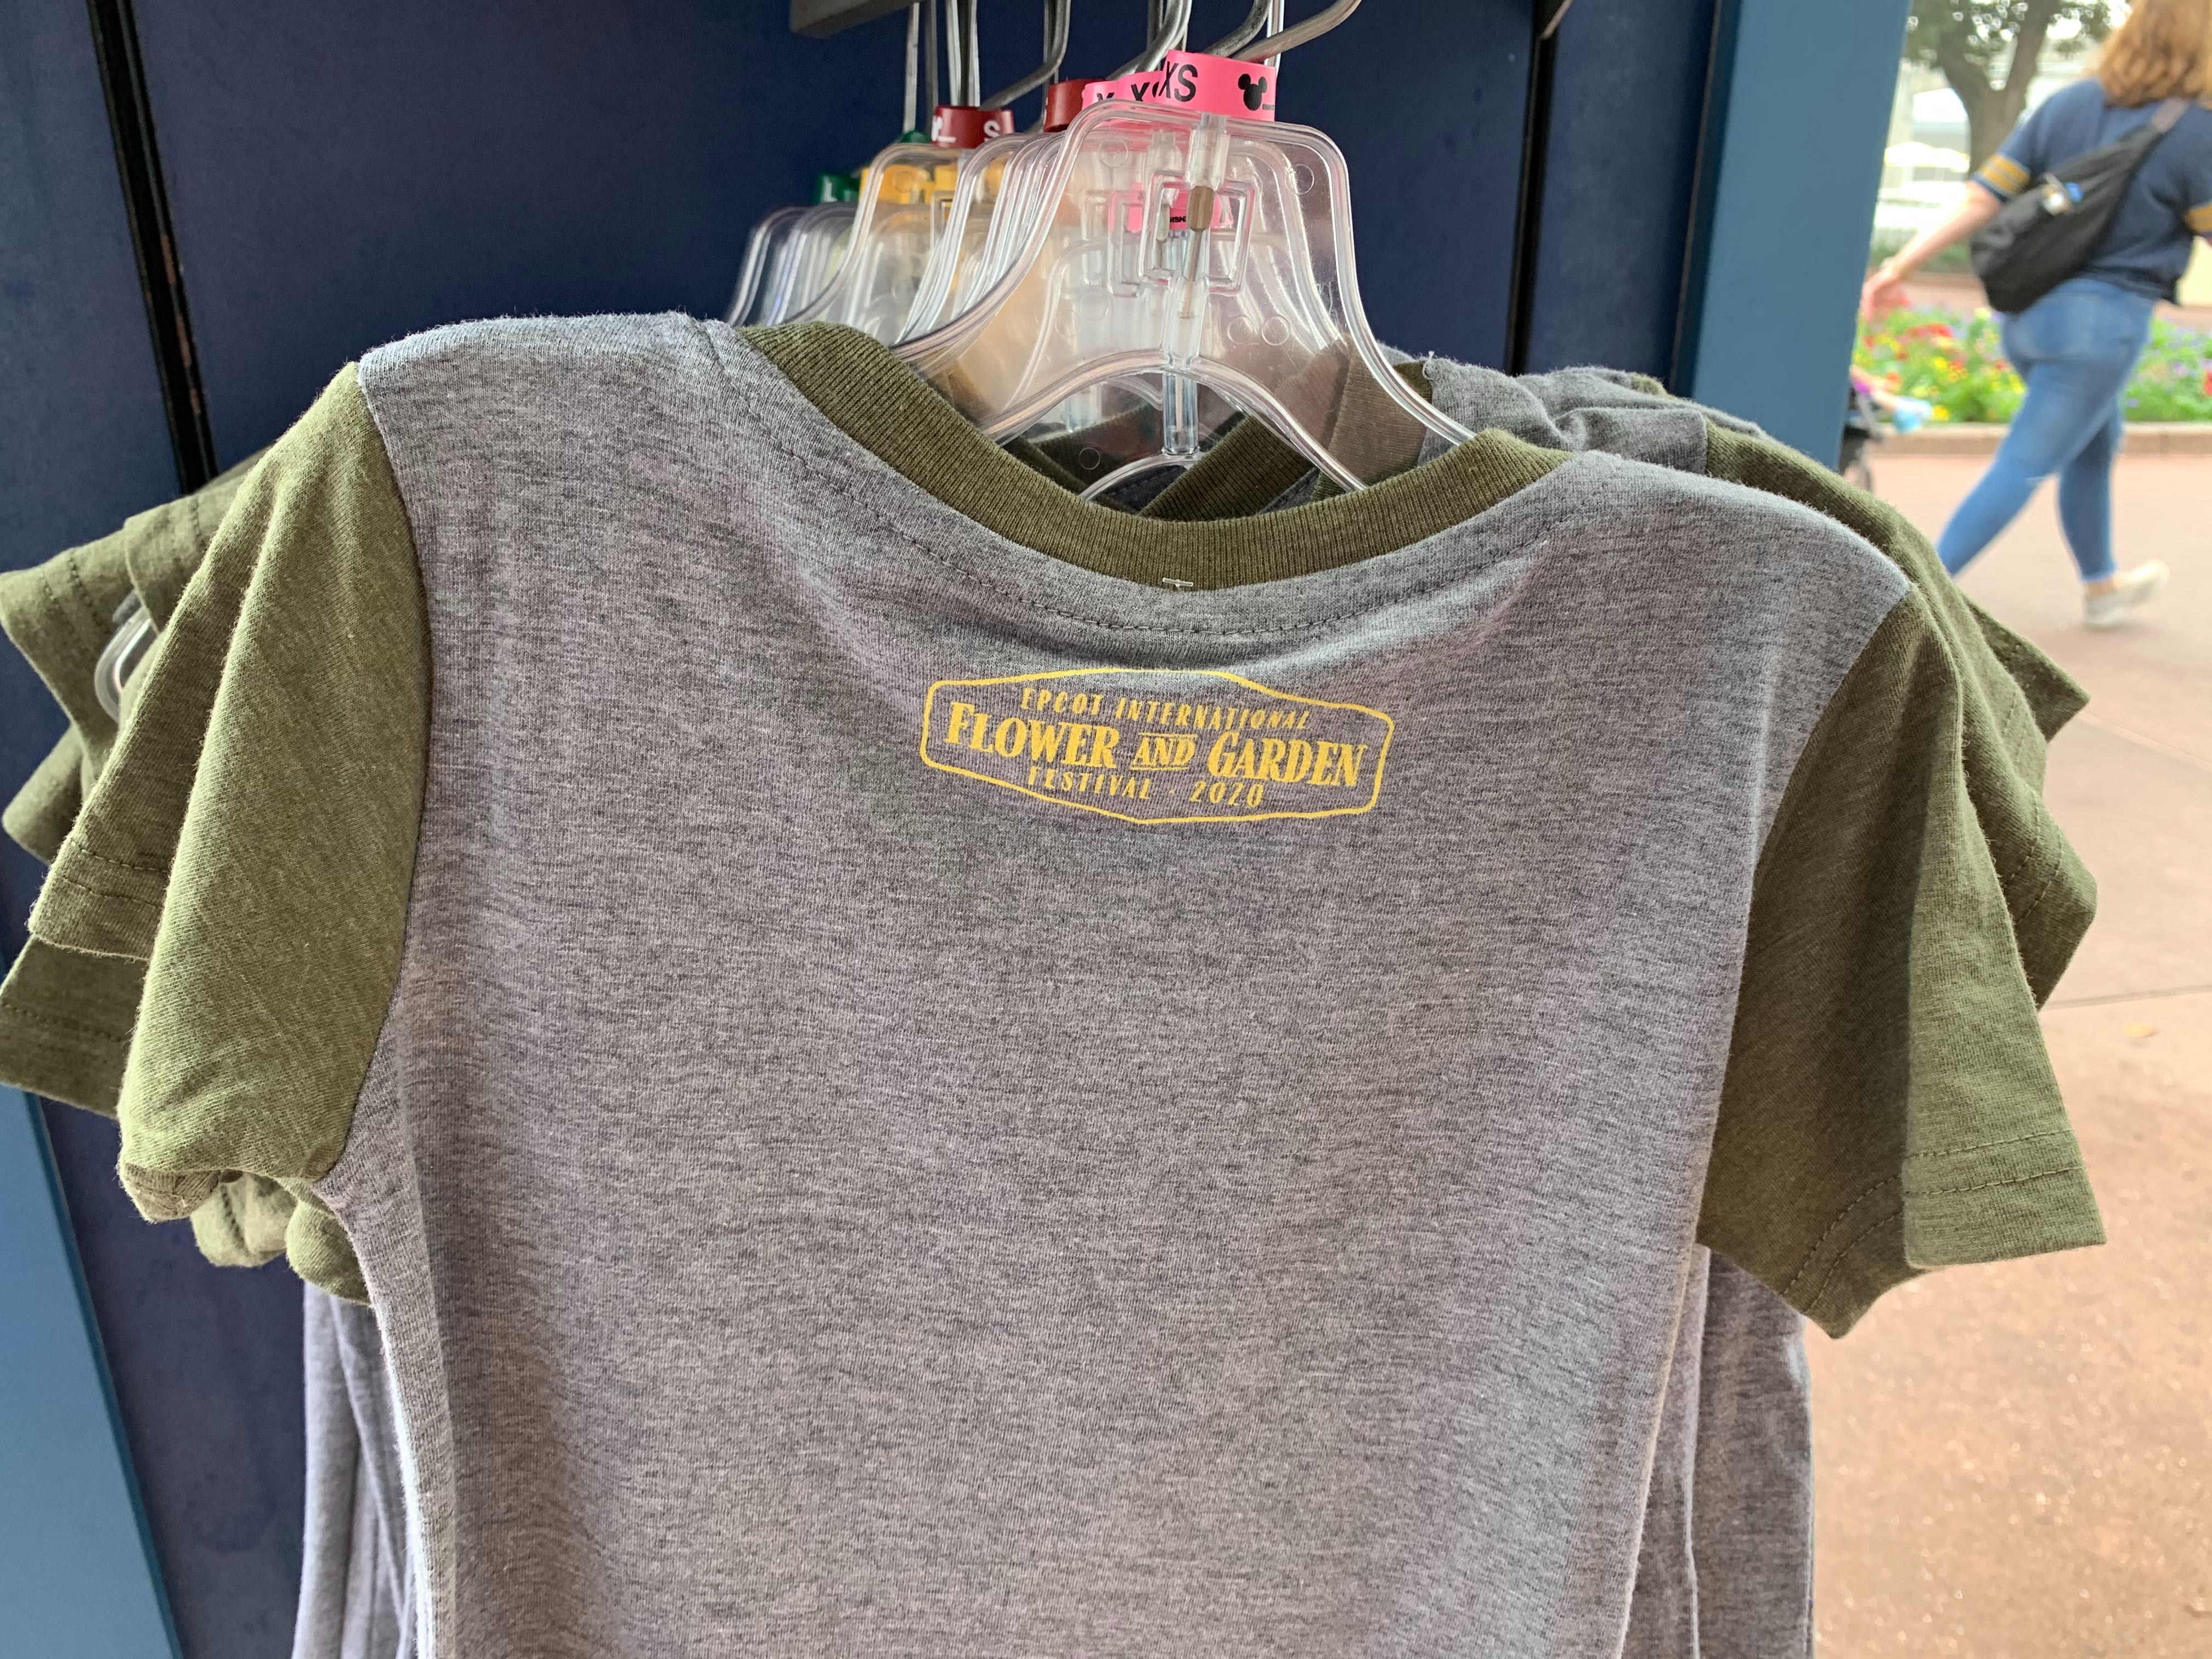 XS
S
L
EPCOT INTERNATIONAL
FLOWER AND GARDEN
FESTIVAL · 2020